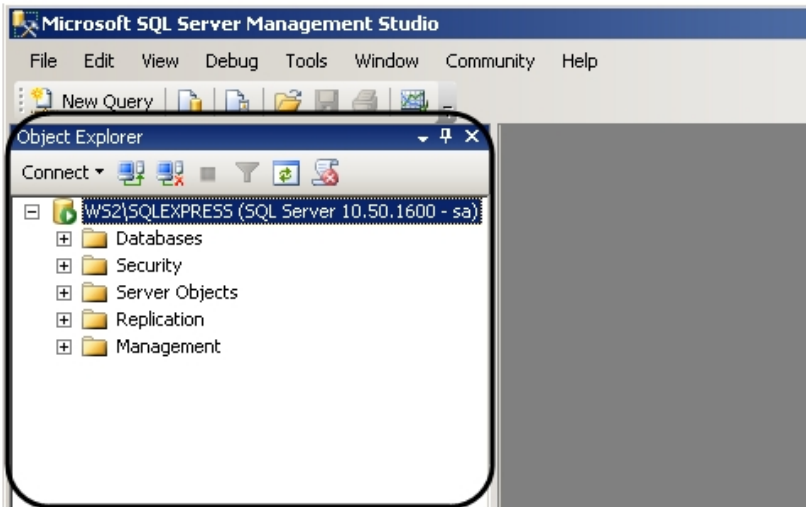 Microsoft SQL Server Management Studio
File Edit View Debug Tools Window Community Help
New Query
Object Explorer
Connect
WS2\SQLEXPRESS (SQL Server 10.50.1600 - sa)
Databases
Security
Server Objects
Replication
Management